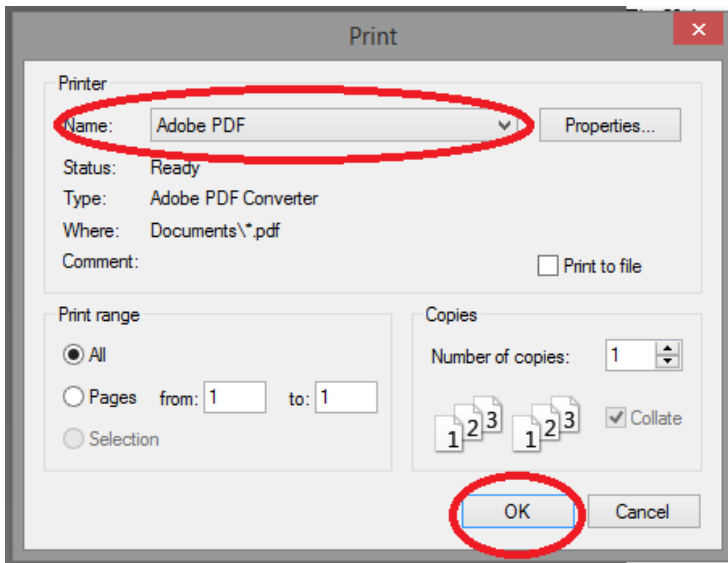 Print
Printer
Name: Adobe PDF Properties...
Status: Ready
Type: Adobe PDF Converter
Where: Documents\*.pdf
Comment: Print to file
Print range
All
Pages from: 1 to: 1
Selection
Copies
Number of copies: 1
1 2 3 1 2 3 Collate
OK Cancel